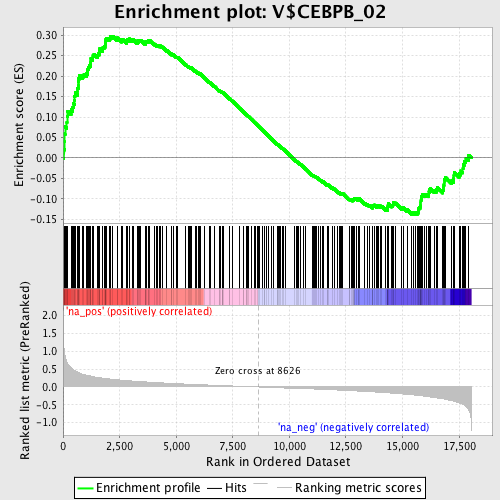 Enrichment plot: V$CEBPB_02
Enrichment score (ES)
0.30
0.25
0.20
0.15
0.10
0.05
0.00
-0.05
-0.10
-0.15
'na_pos' (positively correlated)
Ranked list metric (PreRanked)
2.0
1.5
1.0
0.5
0.0
-0.5
-1.0
Zero cross at 8626
'na_neg' (negatively correlated)
0
2,500
5,000
7,500
10,000
12,500
15,000
17,500
Rank in Ordered Dataset
Enrichment profile
Hits
Ranking metric scores